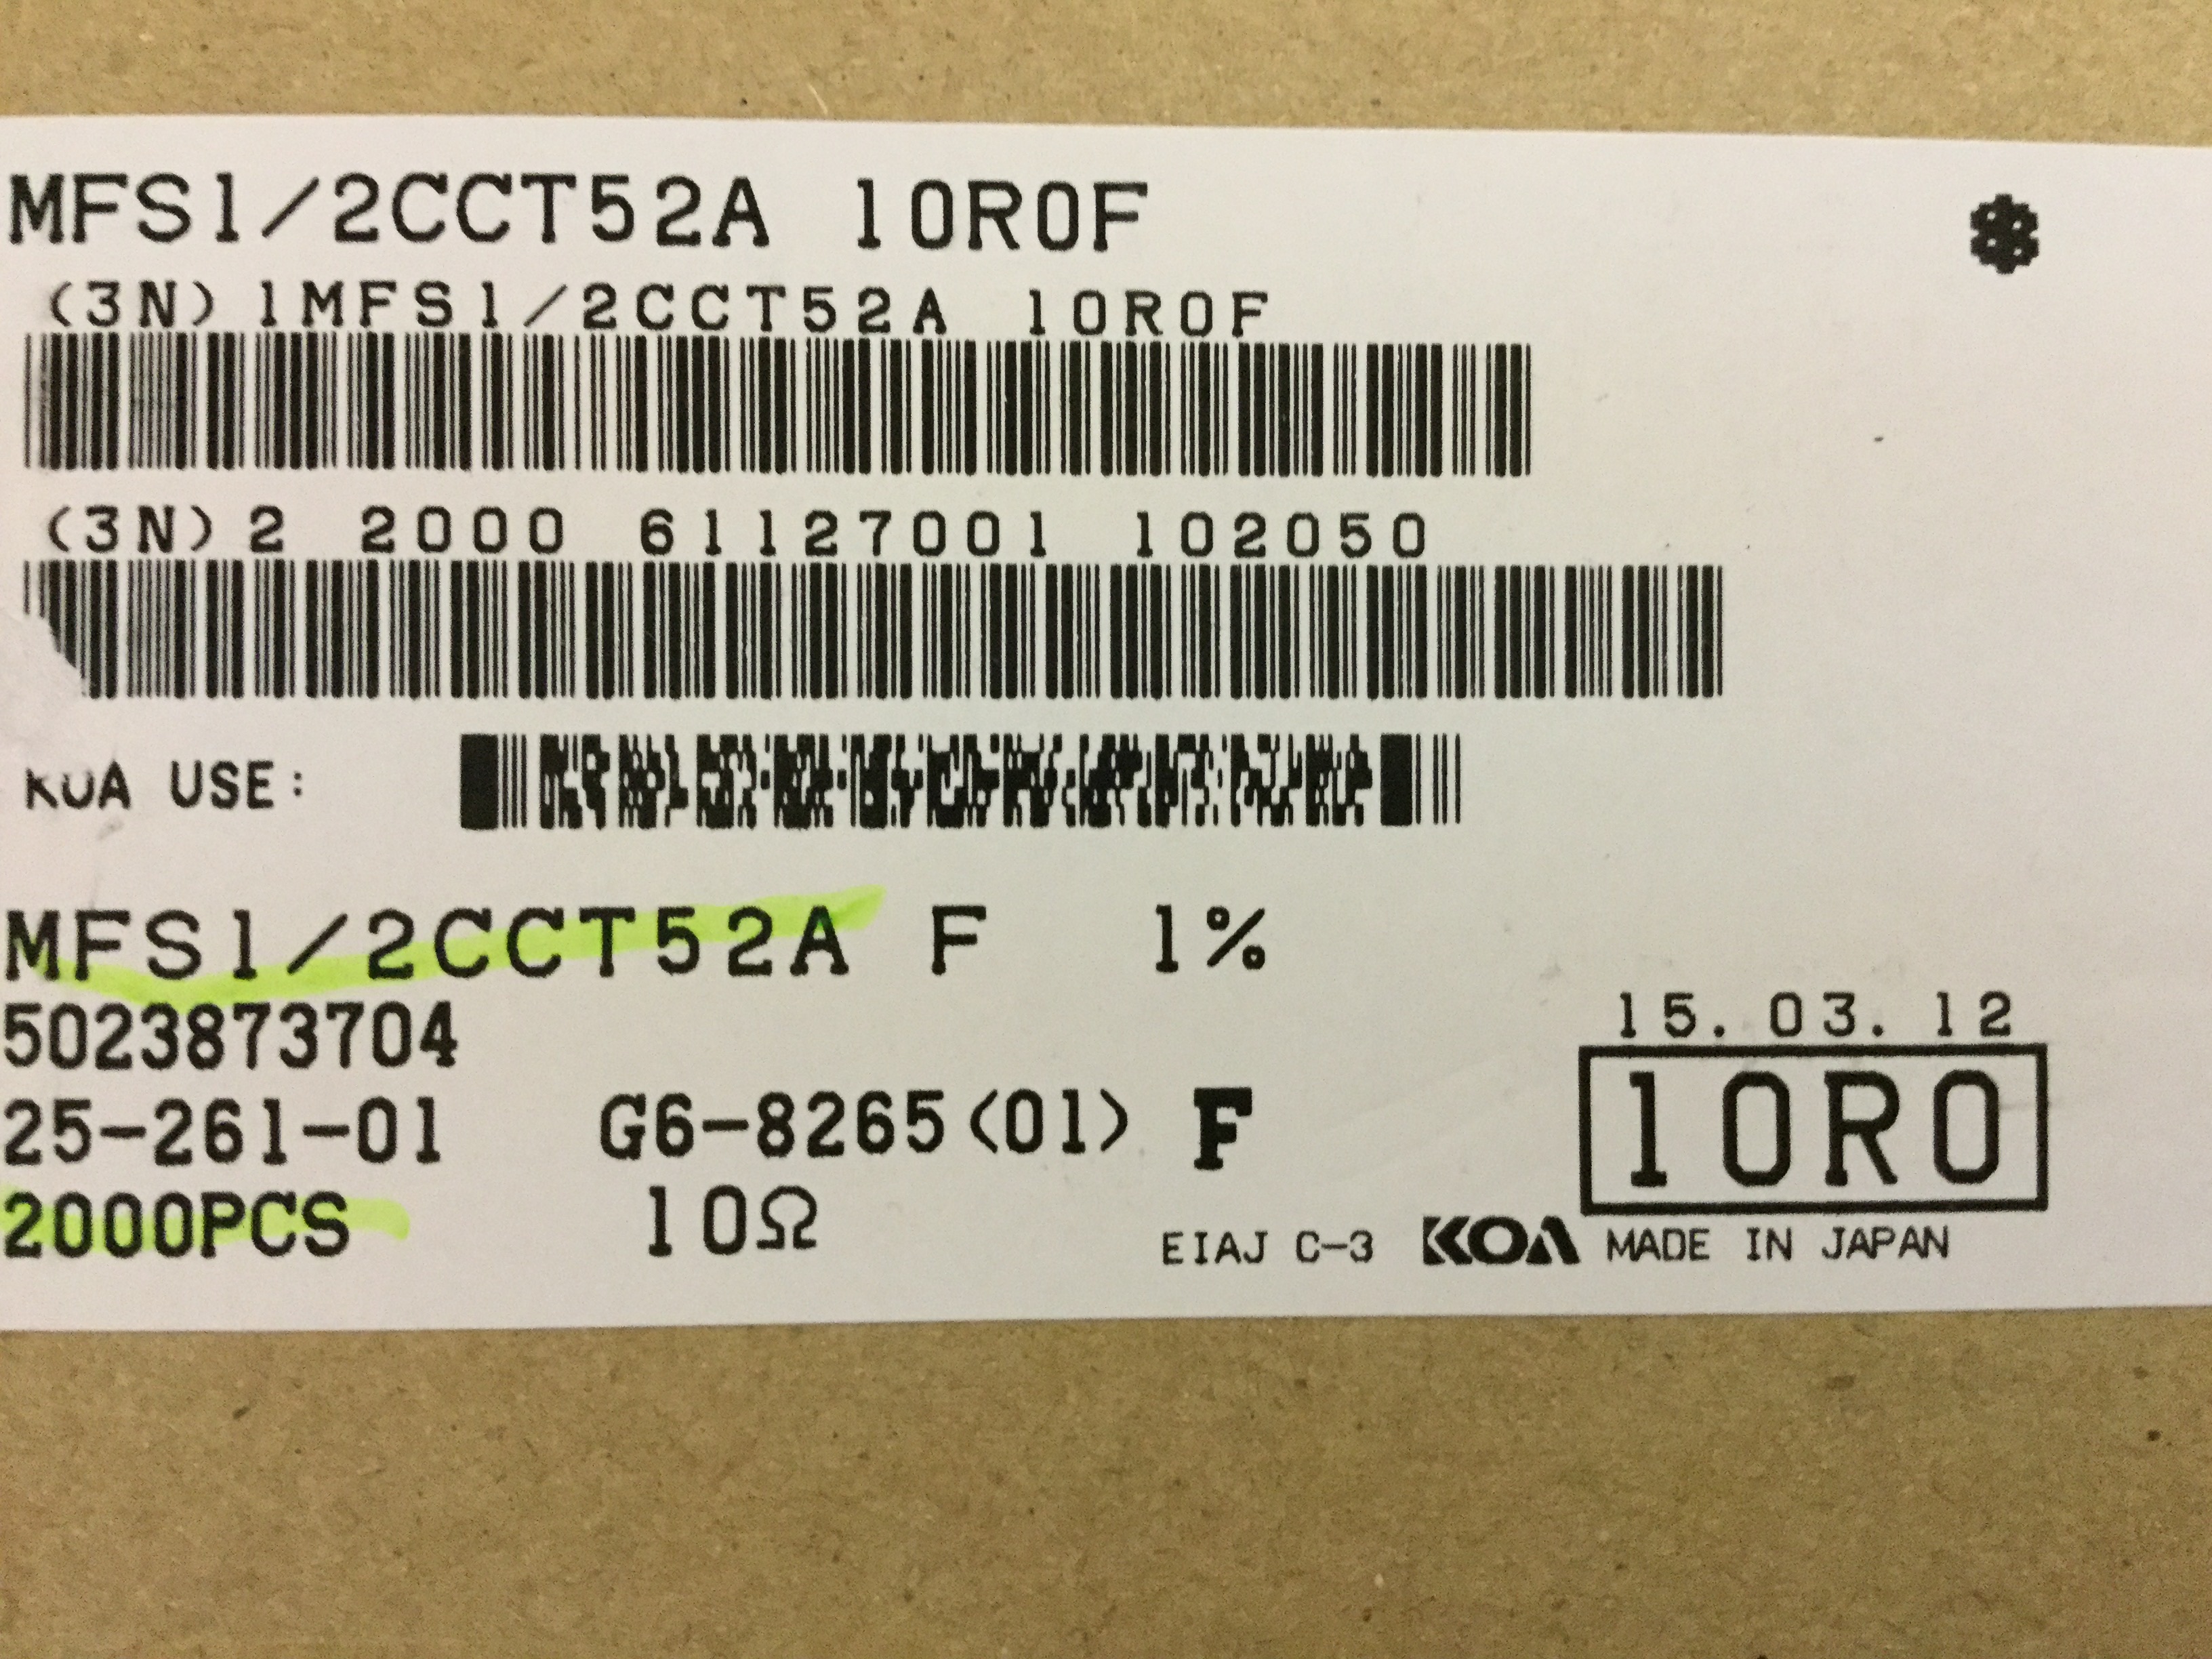 MFS1/2CCT52A 10R0F
(3N)1MFS1/2CCT52A 10R0F
(3N)2 2000 61127001 102050
KOA USE:
MFS1/2CCT52A F 1%
5023873704
15.03.12
25-261-01 G6-8265(01) F 10R0
2000PCS 10Ω EIAJ C-3 KOA MADE IN JAPAN